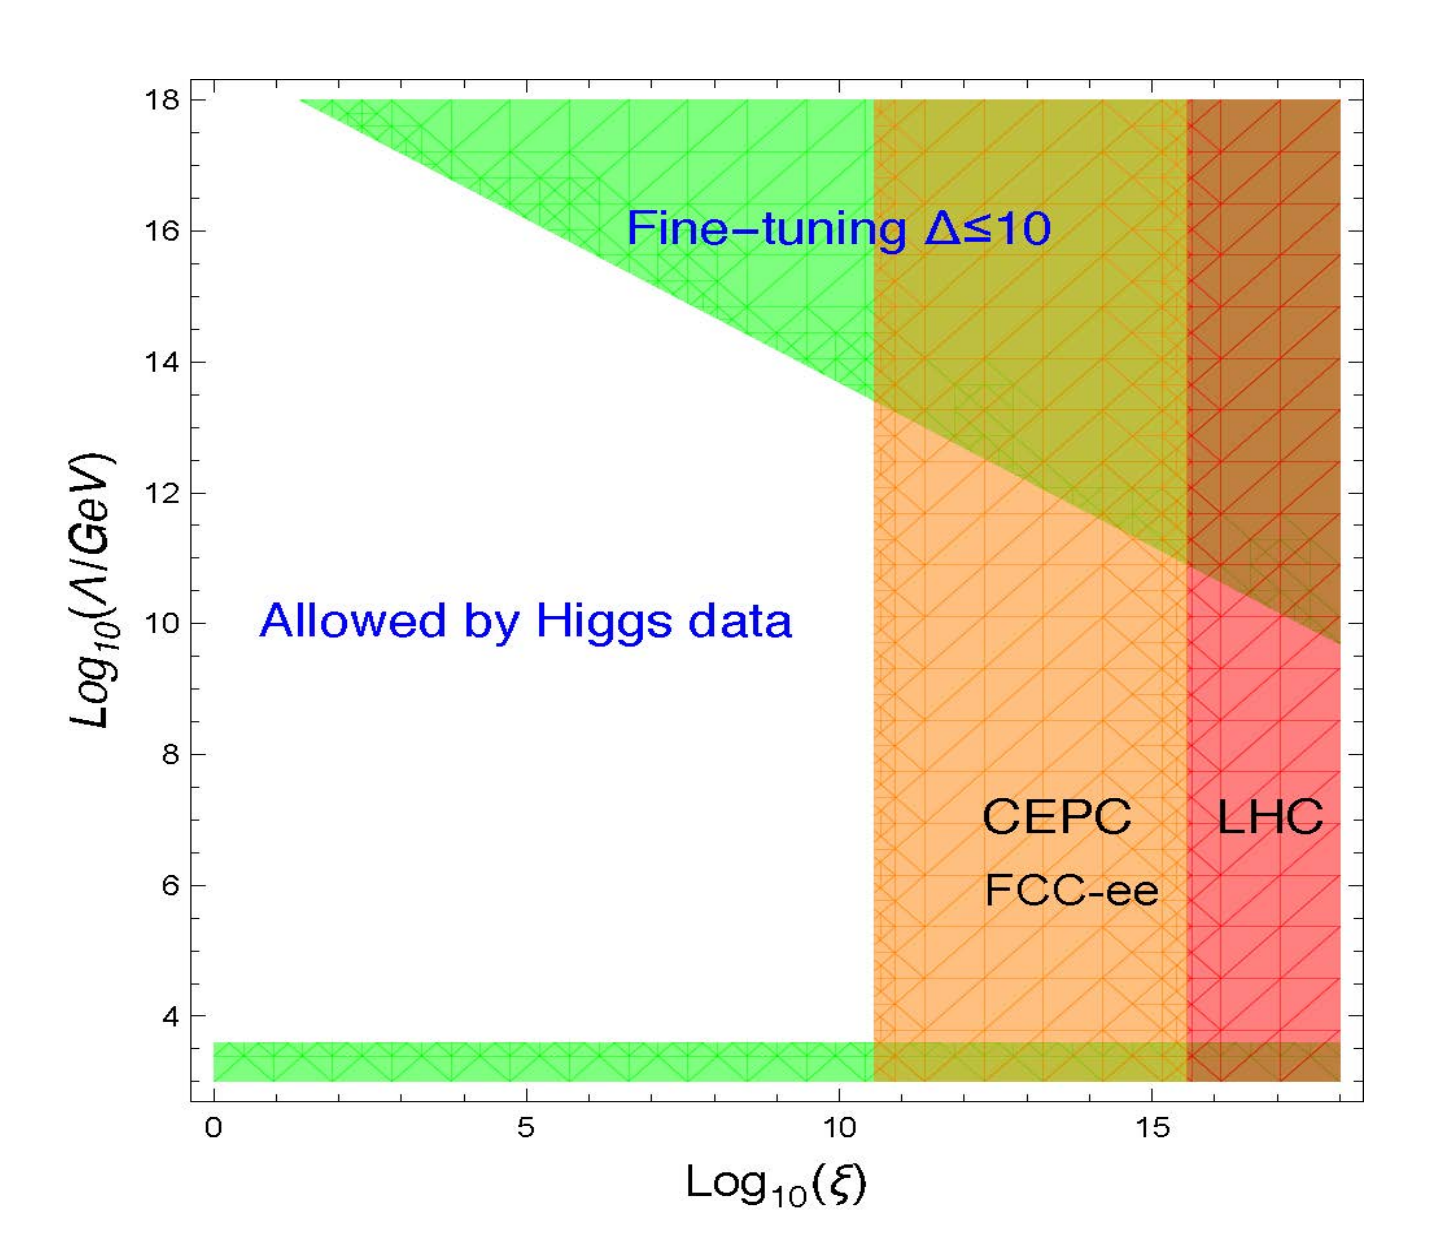 18
Fine−tuning Δ≤10
16
14
12
Log₁₀(Λ/GeV)
Allowed by Higgs data
10
8
CEPC LHC
FCC-ee
6
4
0 5 10 15
Log₁₀(ξ)